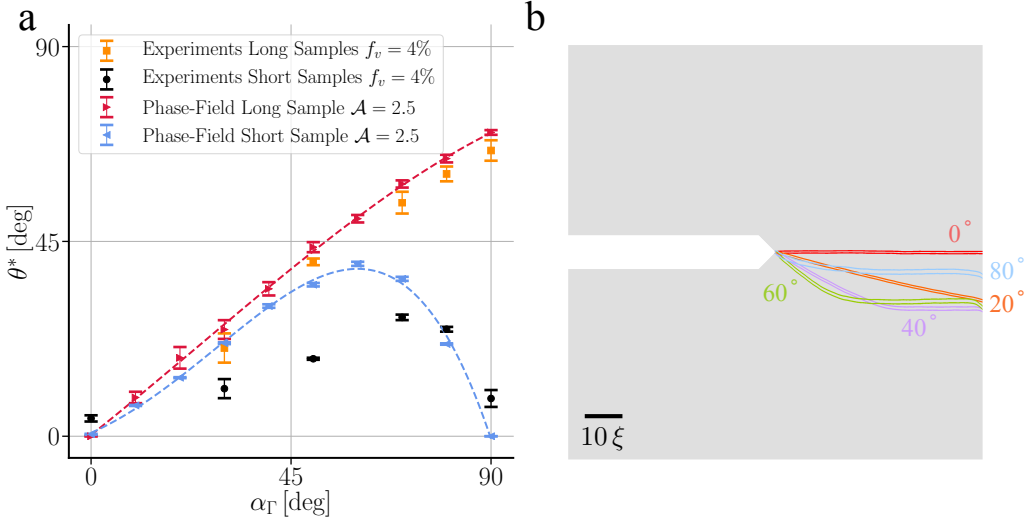 a
b
90
45
0
θ* [deg]
Experiments Long Samples f_v = 4%
Experiments Short Samples f_v = 4%
Phase-Field Long Sample 𝒜 = 2.5
Phase-Field Short Sample 𝒜 = 2.5
0
45
90
α_Γ [deg]
0°
80°
20°
60°
40°
10 ξ